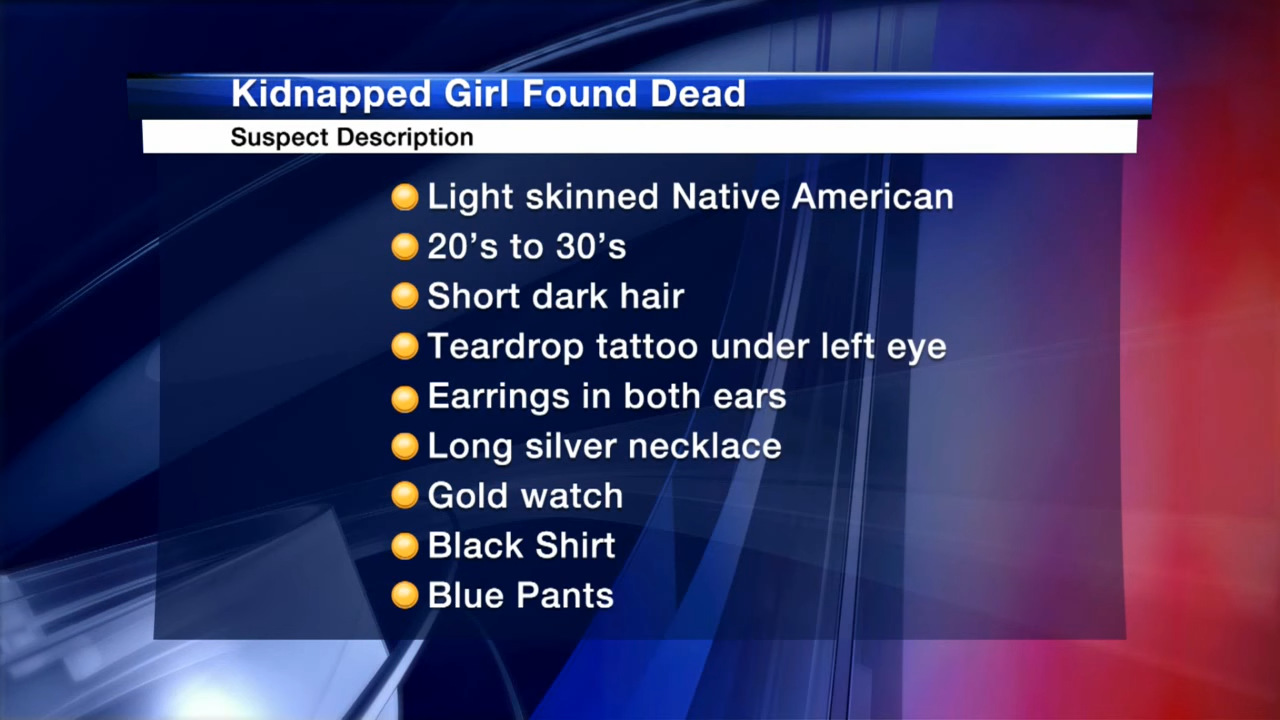 Kidnapped Girl Found Dead
Suspect Description
Light skinned Native American
20’s to 30’s
Short dark hair
Teardrop tattoo under left eye
Earrings in both ears
Long silver necklace
Gold watch
Black Shirt
Blue Pants